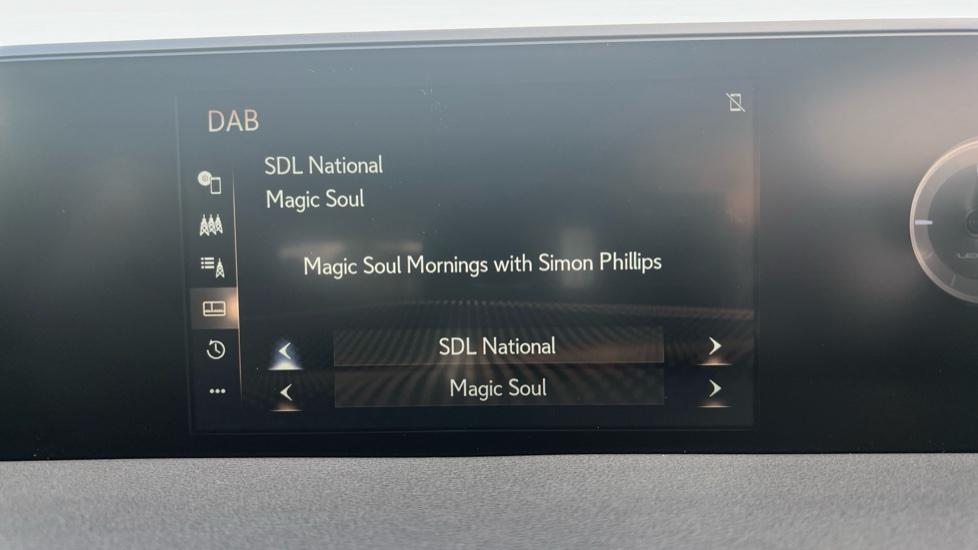 DAB
SDL National
Magic Soul
Magic Soul Mornings with Simon Phillips
SDL National
Magic Soul